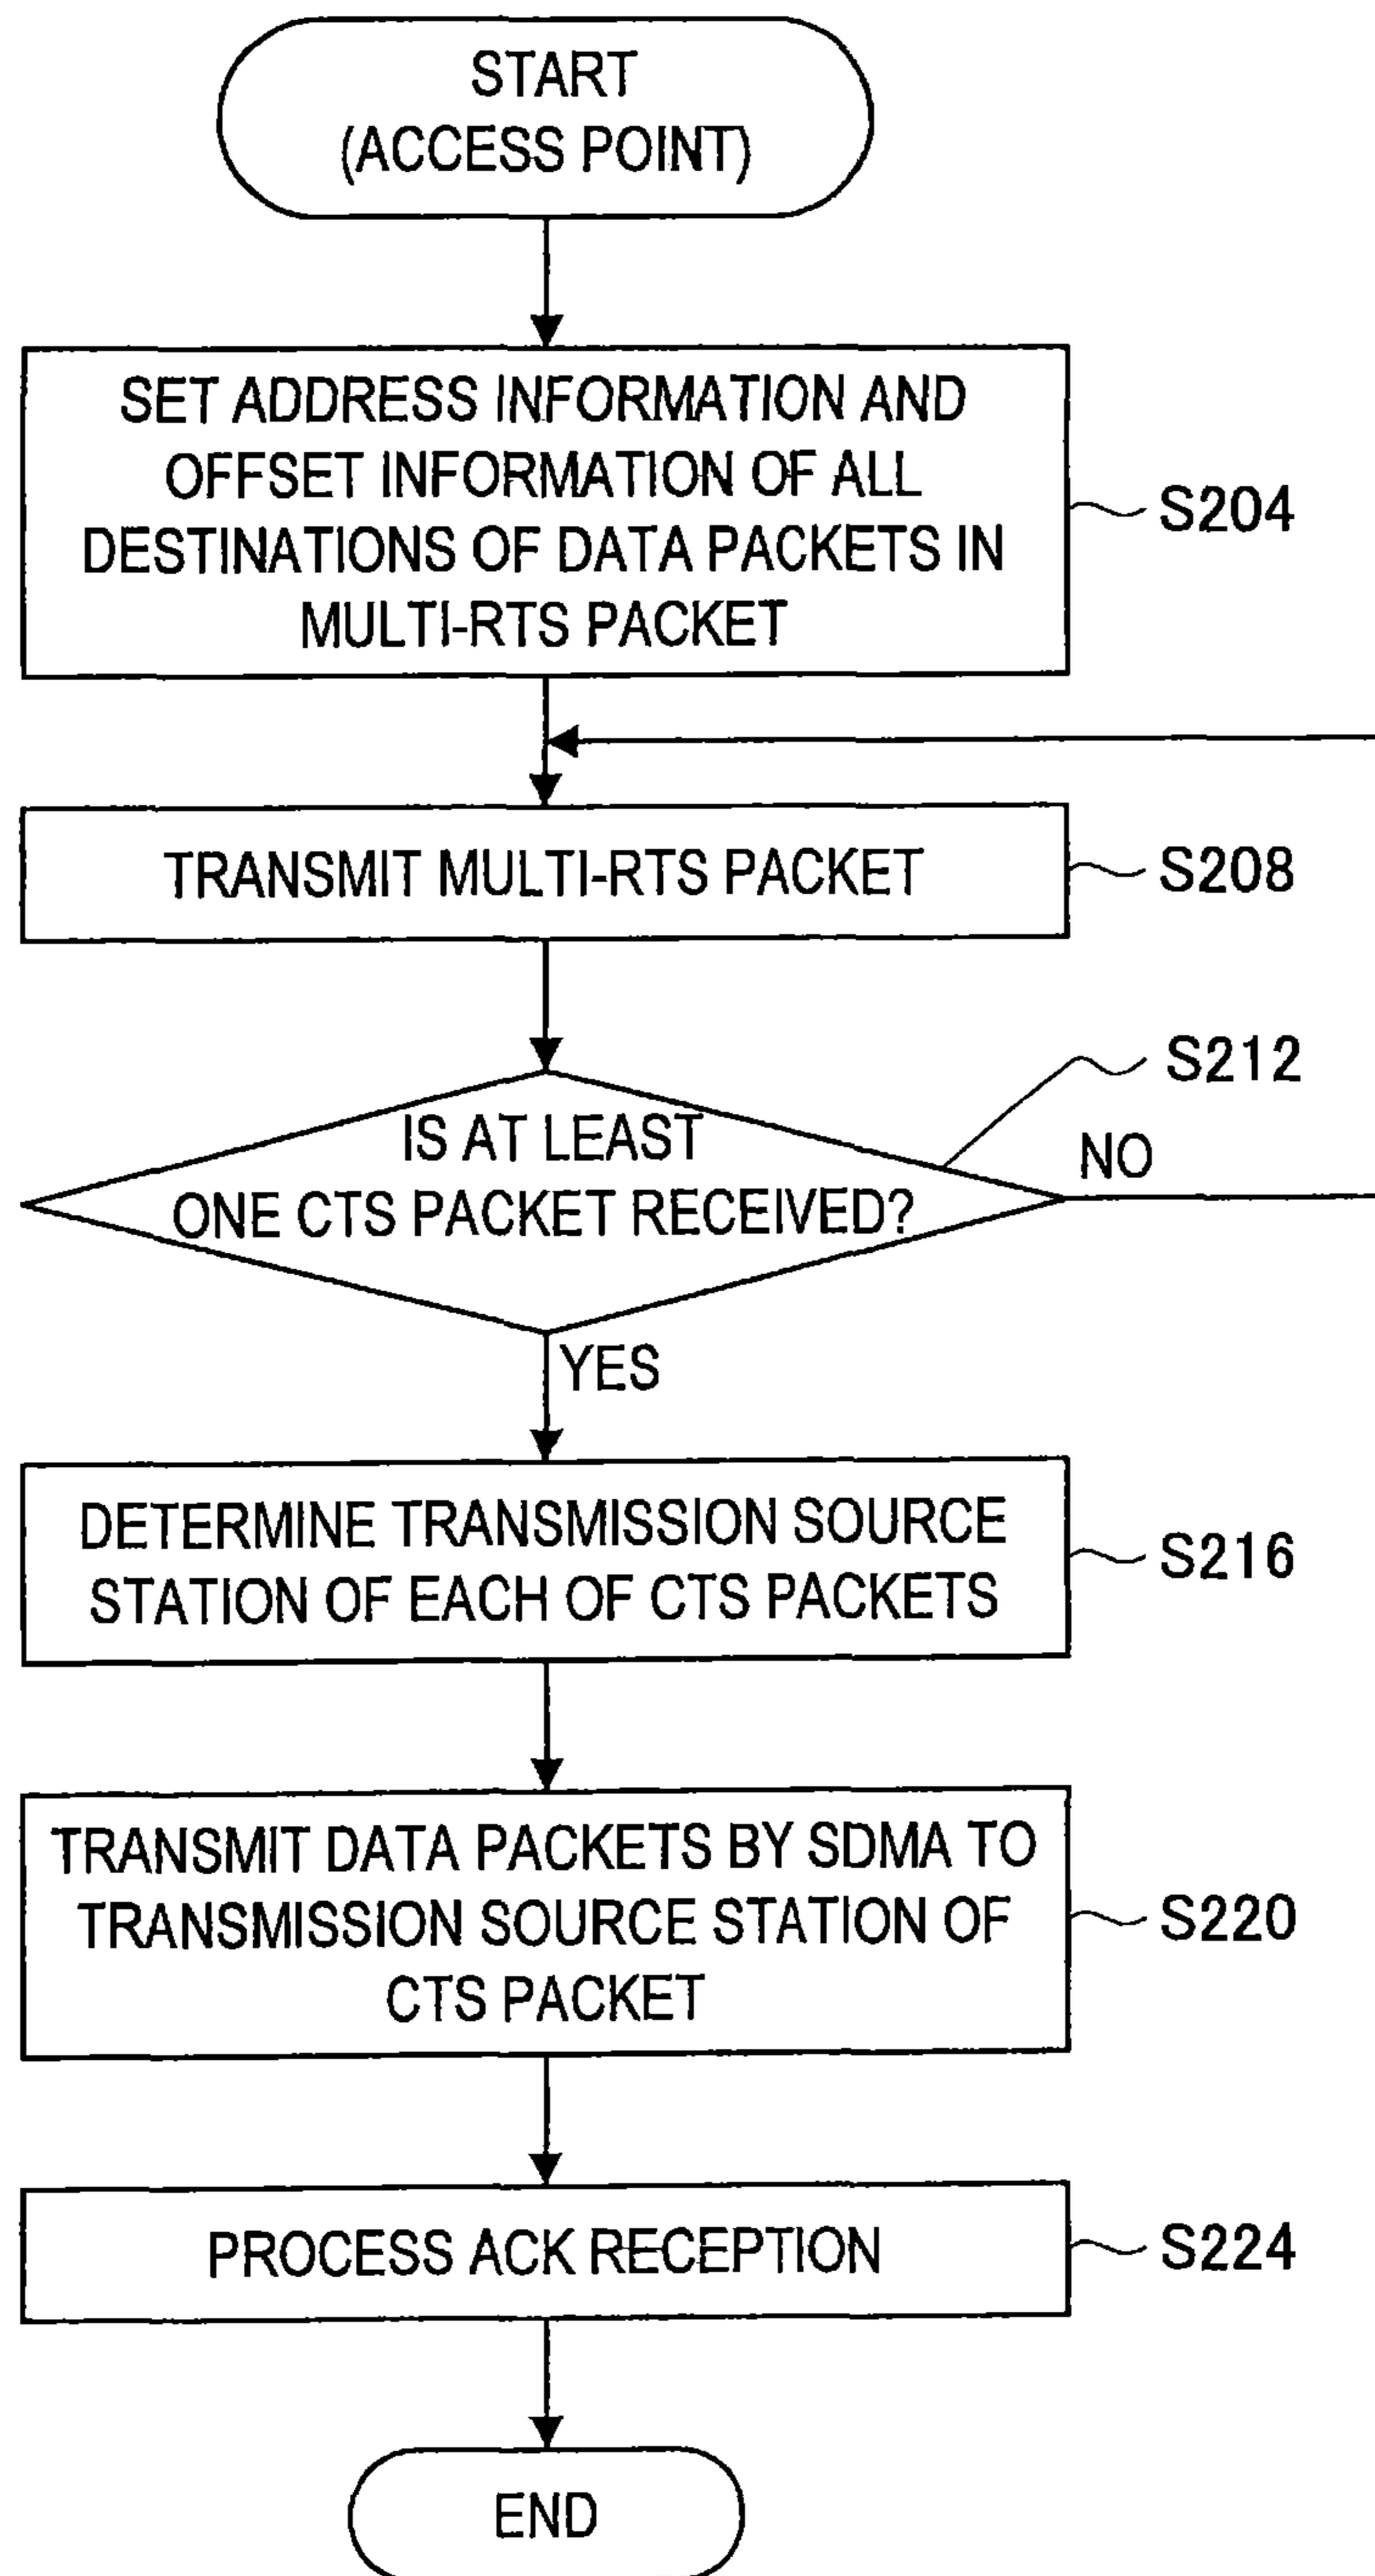 START
(ACCESS POINT)
SET ADDRESS INFORMATION AND
OFFSET INFORMATION OF ALL
DESTINATIONS OF DATA PACKETS IN
MULTI-RTS PACKET
S204
TRANSMIT MULTI-RTS PACKET
S208
S212
IS AT LEAST
ONE CTS PACKET RECEIVED?
NO
YES
DETERMINE TRANSMISSION SOURCE
STATION OF EACH OF CTS PACKETS
S216
TRANSMIT DATA PACKETS BY SDMA TO
TRANSMISSION SOURCE STATION OF
CTS PACKET
S220
PROCESS ACK RECEPTION
S224
END